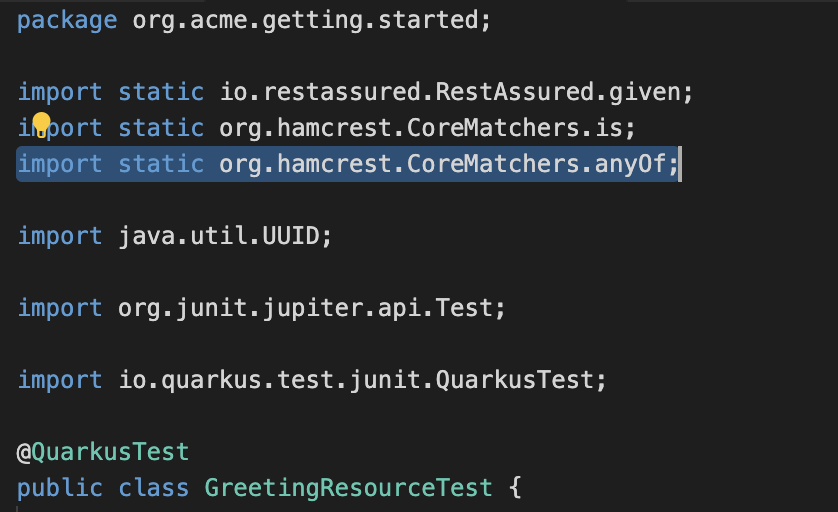 package org.acme.getting.started;
import static io.restassured.RestAssured.given;
import static org.hamcrest.CoreMatchers.is;
import static org.hamcrest.CoreMatchers.anyOf;
import java.util.UUID;
import org.junit.jupiter.api.Test;
import io.quarkus.test.junit.QuarkusTest;
@QuarkusTest
public class GreetingResourceTest {